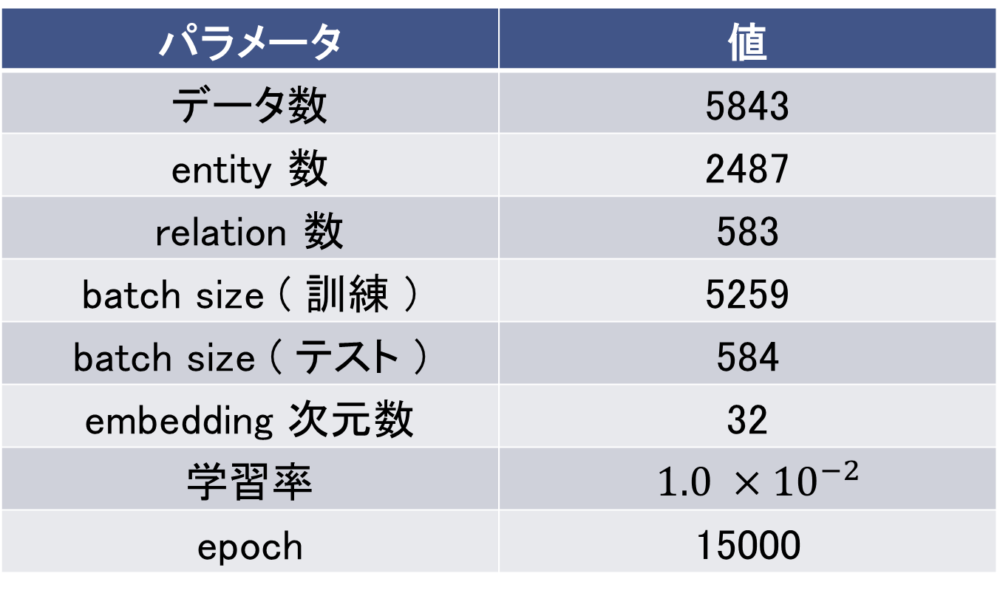 パラメータ 値
データ数 5843
entity 数 2487
relation 数 583
batch size ( 訓練 ) 5259
batch size ( テスト ) 584
embedding 次元数 32
学習率 1.0 × 10⁻²
epoch 15000